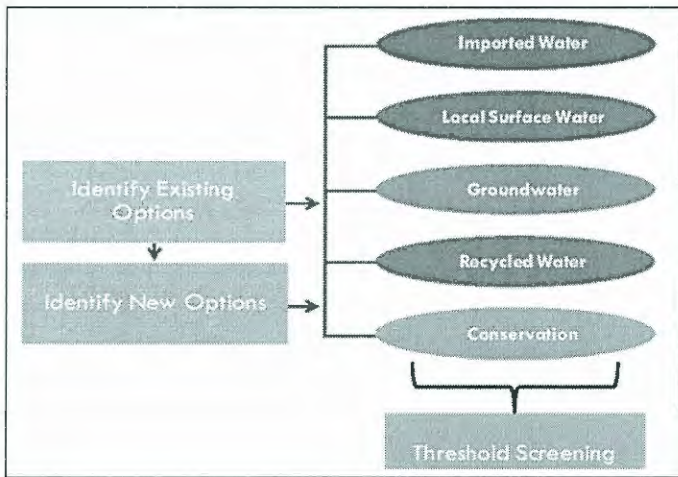 Imported Water
Local Surface Water
Identify Existing
Options
Groundwater
Recycled Water
Identify New Options
Conservation
Threshold Screening